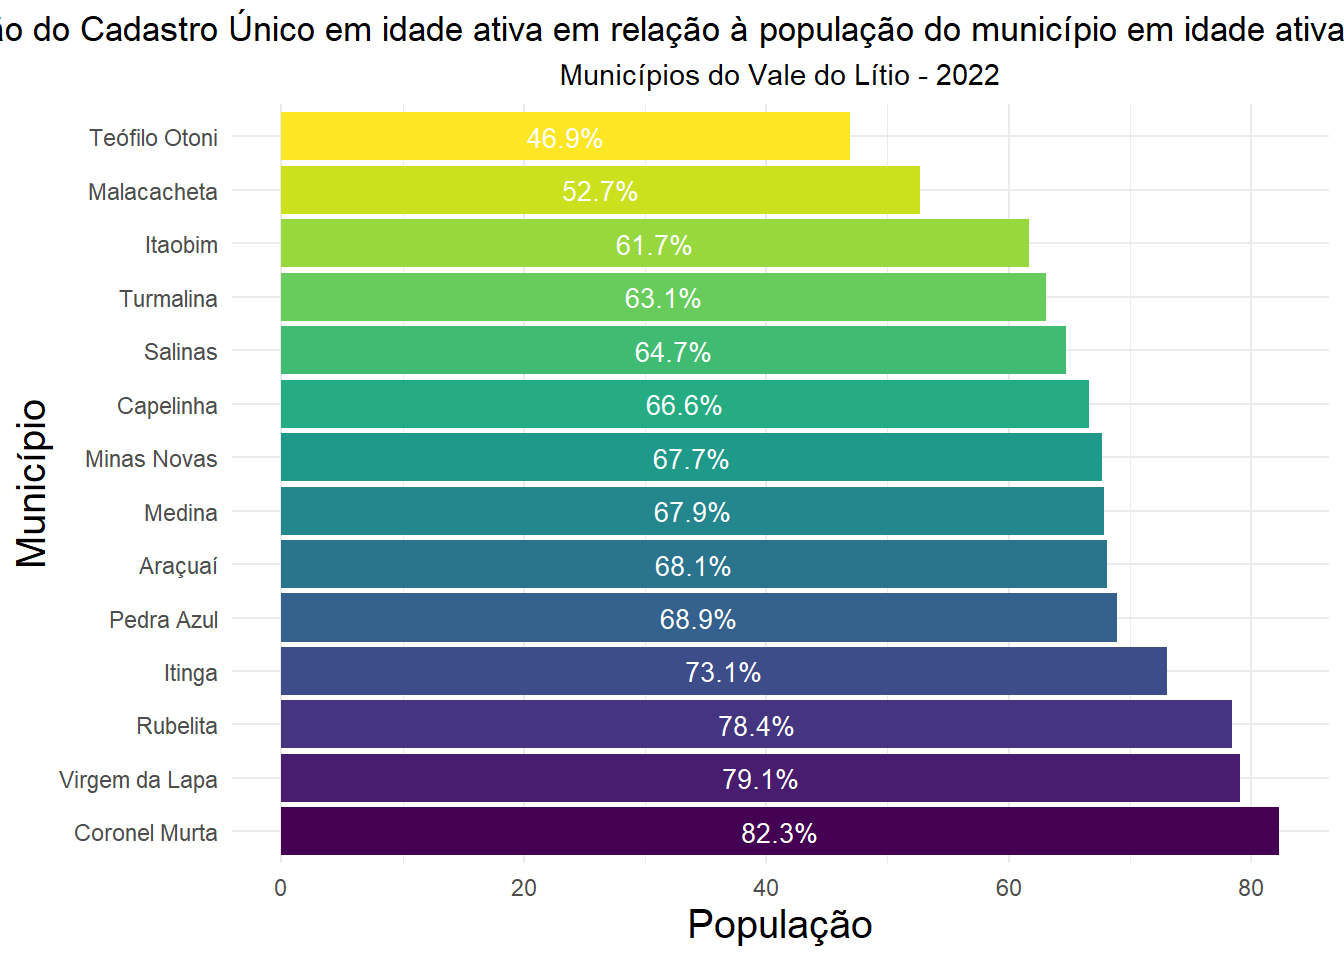 do Cadastro Único em idade ativa em relação à população do município em idade ativa
Municípios do Vale do Lítio - 2022
Teófilo Otoni 46.9%
Malacacheta 52.7%
Itaobim 61.7%
Turmalina 63.1%
Salinas 64.7%
Capelinha 66.6%
Minas Novas 67.7%
Medina 67.9%
Araçuaí 68.1%
Pedra Azul 68.9%
Itinga 73.1%
Rubelita 78.4%
Virgem da Lapa 79.1%
Coronel Murta 82.3%
Município
0 20 40 60 80
População